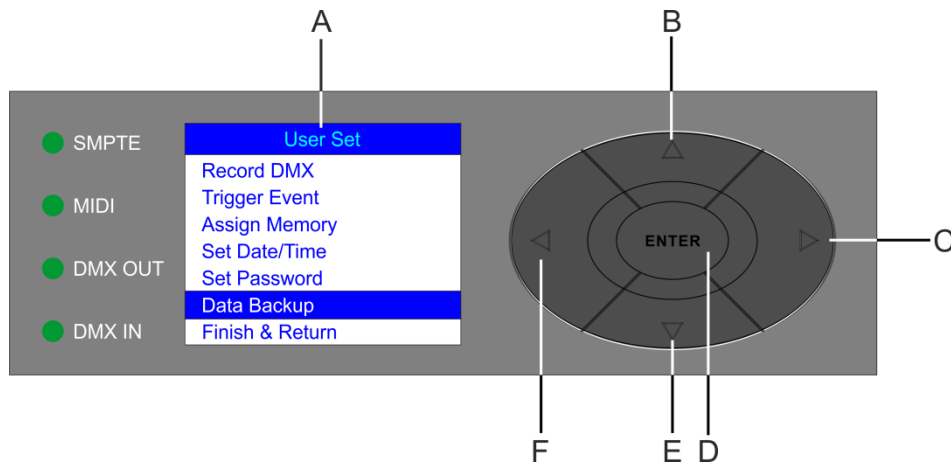 A
B
SMPTE
MIDI
DMX OUT
DMX IN
User Set
Record DMX
Trigger Event
Assign Memory
Set Date/Time
Set Password
Data Backup
Finish & Return
ENTER
C
F
E
D